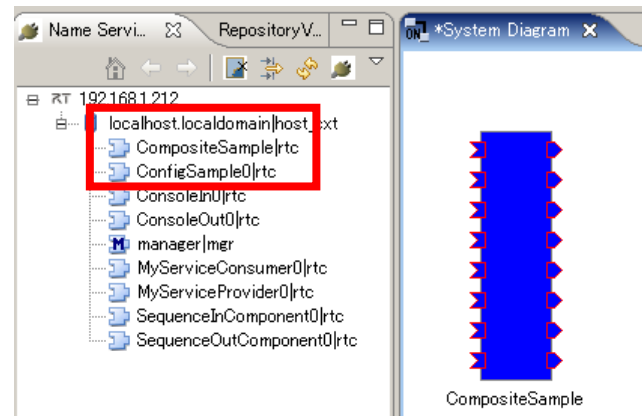 Name Servi...
RepositoryV...
*System Diagram
RT 192.168.1.212
localhost.localdomain|host_cxt
CompositeSample|rtc
ConfigSample0|rtc
ConsoleIn0|rtc
ConsoleOut0|rtc
manager|mgr
MyServiceConsumer0|rtc
MyServiceProvider0|rtc
SequenceInComponent0|rtc
SequenceOutComponent0|rtc
CompositeSample